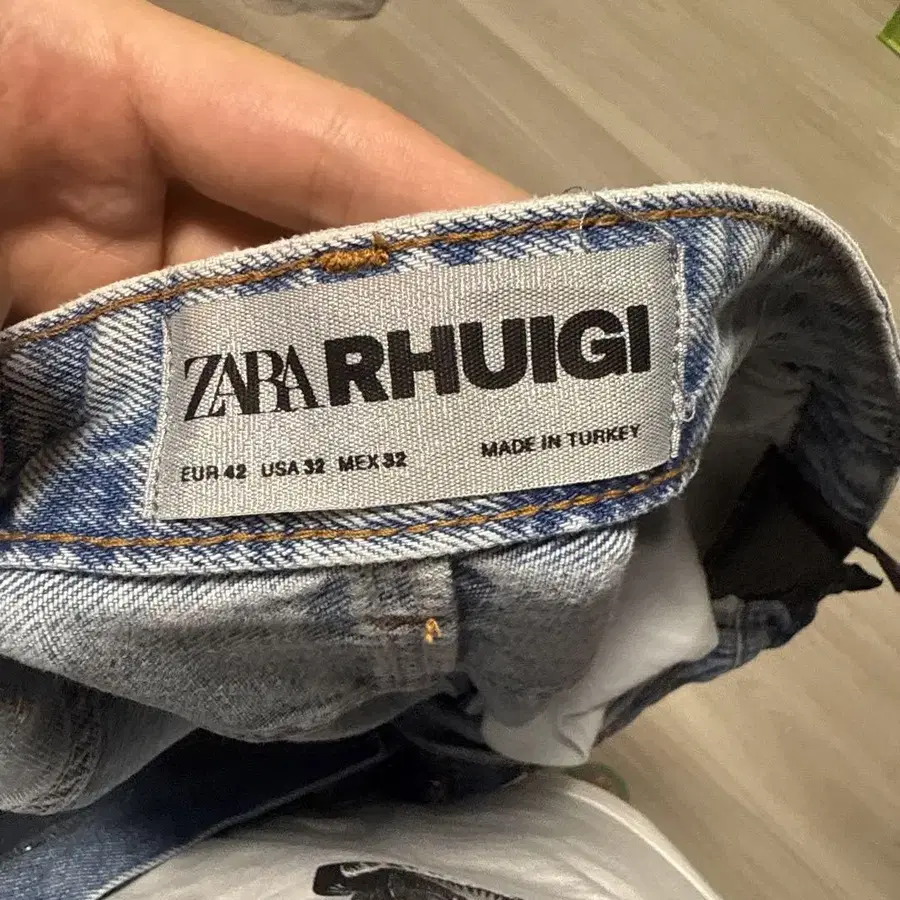 ZARA RHUIGI
EUR 42 USA 32 MEX 32 MADE IN TURKEY